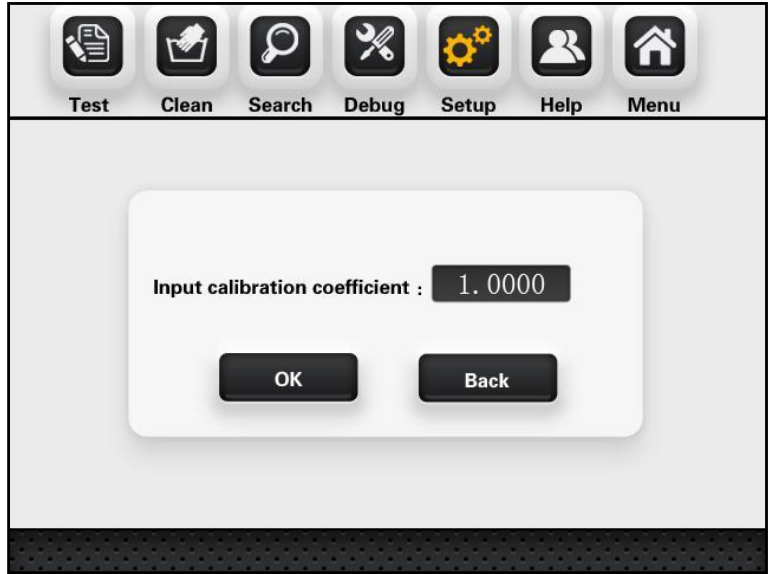 Test Clean Search Debug Setup Help Menu
Input calibration coefficient : 1.0000
OK Back